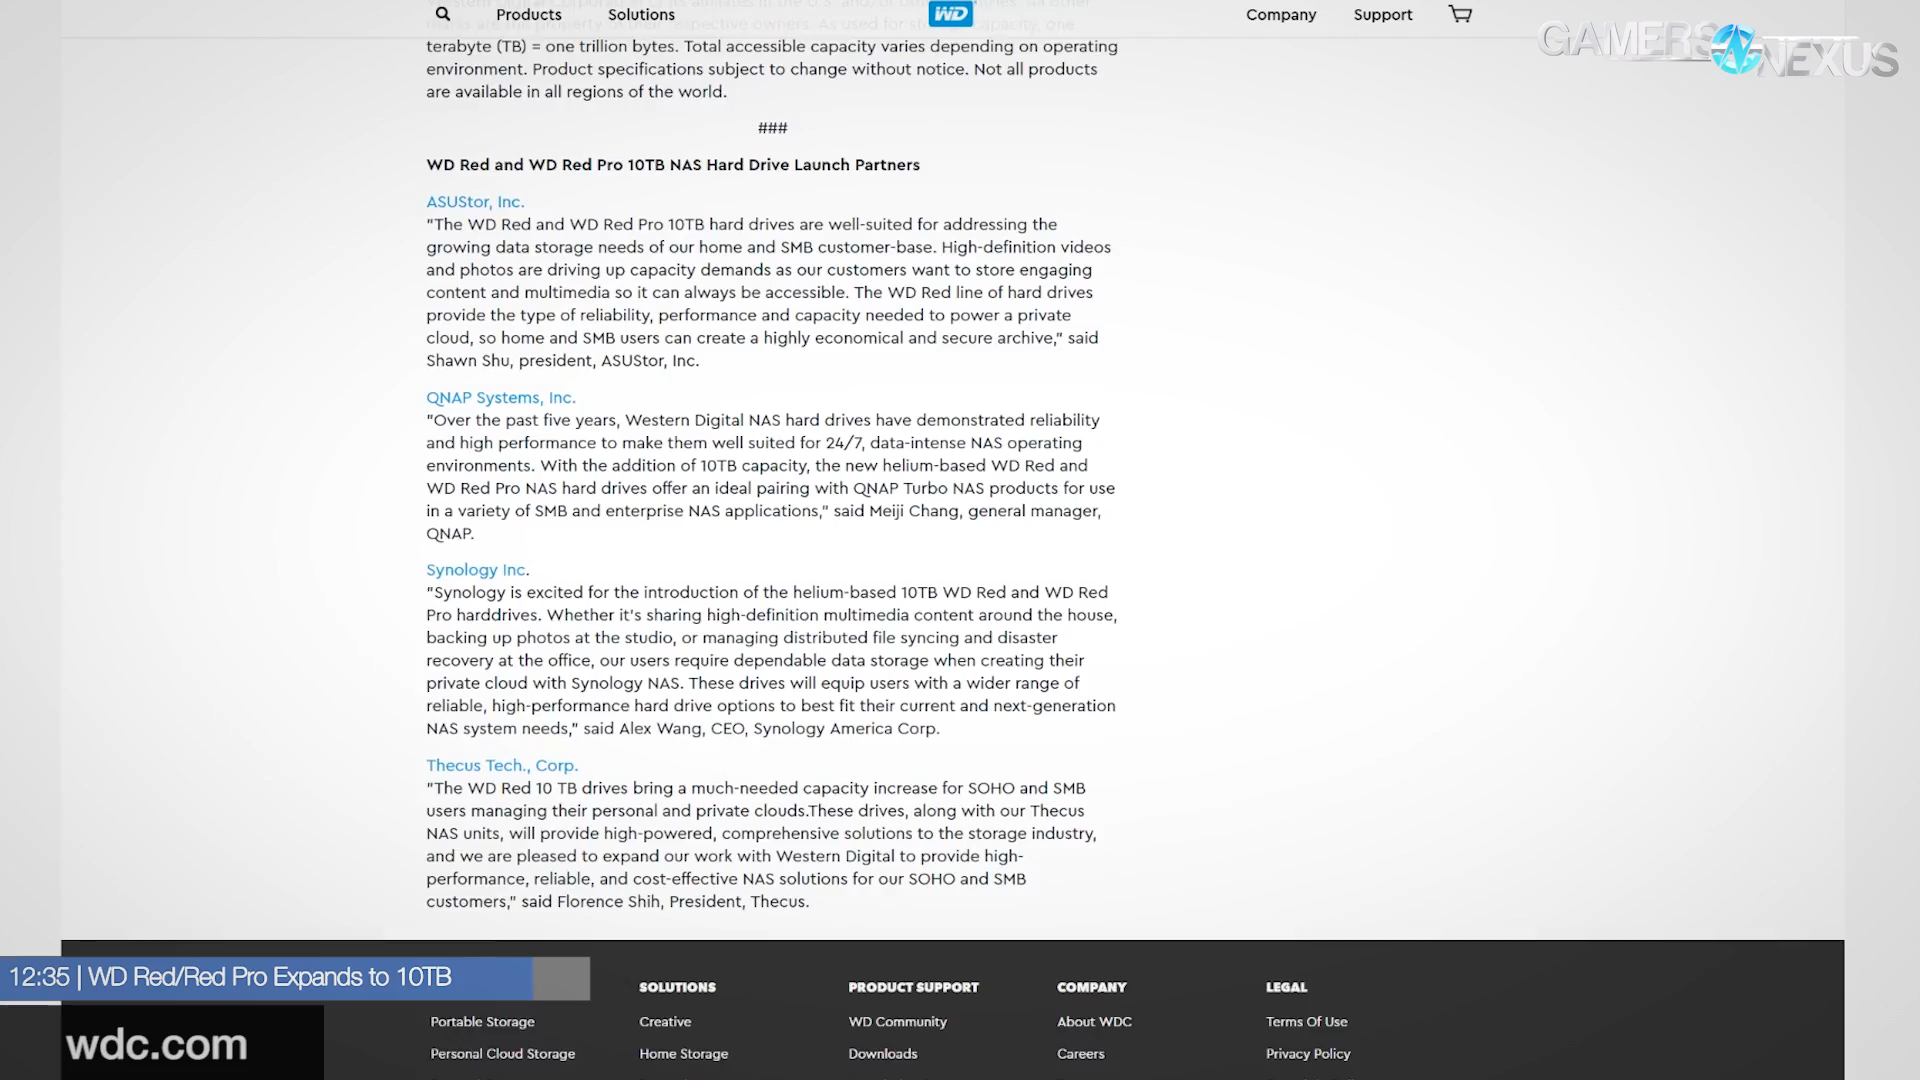 Products
Solutions
WD
Company
Support
GAMERS NEXUS
terabyte (TB) = one trillion bytes. Total accessible capacity varies depending on operating
environment. Product specifications subject to change without notice. Not all products
are available in all regions of the world.
###
WD Red and WD Red Pro 10TB NAS Hard Drive Launch Partners
ASUStor, Inc.
"The WD Red and WD Red Pro 10TB hard drives are well-suited for addressing the
growing data storage needs of our home and SMB customer-base. High-definition videos
and photos are driving up capacity demands as our customers want to store engaging
content and multimedia so it can always be accessible. The WD Red line of hard drives
provide the type of reliability, performance and capacity needed to power a private
cloud, so home and SMB users can create a highly economical and secure archive," said
Shawn Shu, president, ASUStor, Inc.
QNAP Systems, Inc.
"Over the past five years, Western Digital NAS hard drives have demonstrated reliability
and high performance to make them well suited for 24/7, data-intense NAS operating
environments. With the addition of 10TB capacity, the new helium-based WD Red and
WD Red Pro NAS hard drives offer an ideal pairing with QNAP Turbo NAS products for use
in a variety of SMB and enterprise NAS applications," said Meiji Chang, general manager,
QNAP.
Synology Inc.
"Synology is excited for the introduction of the helium-based 10TB WD Red and WD Red
Pro harddrives. Whether it's sharing high-definition multimedia content around the house,
backing up photos at the studio, or managing distributed file syncing and disaster
recovery at the office, our users require dependable data storage when creating their
private cloud with Synology NAS. These drives will equip users with a wider range of
reliable, high-performance hard drive options to best fit their current and next-generation
NAS system needs," said Alex Wang, CEO, Synology America Corp.
Thecus Tech., Corp.
"The WD Red 10 TB drives bring a much-needed capacity increase for SOHO and SMB
users managing their personal and private clouds.These drives, along with our Thecus
NAS units, will provide high-powered, comprehensive solutions to the storage industry,
and we are pleased to expand our work with Western Digital to provide high-
performance, reliable, and cost-effective NAS solutions for our SOHO and SMB
customers," said Florence Shih, President, Thecus.
12:35 | WD Red/Red Pro Expands to 10TB
wdc.com
Portable Storage
Personal Cloud Storage
SOLUTIONS
Creative
Home Storage
PRODUCT SUPPORT
WD Community
Downloads
COMPANY
About WDC
Careers
LEGAL
Terms Of Use
Privacy Policy